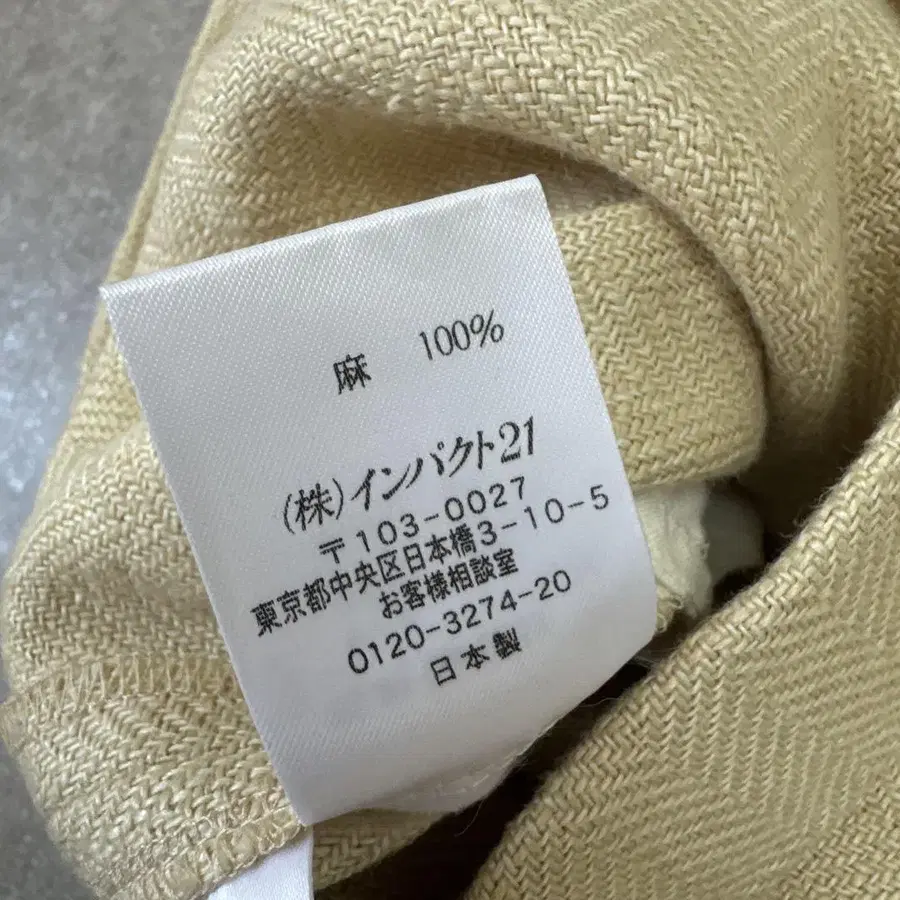 麻 100%
(株)インパクト21
〒103-0027
東京都中央区日本橋3-10-5
お客様相談室
0120-3274-20
日本製